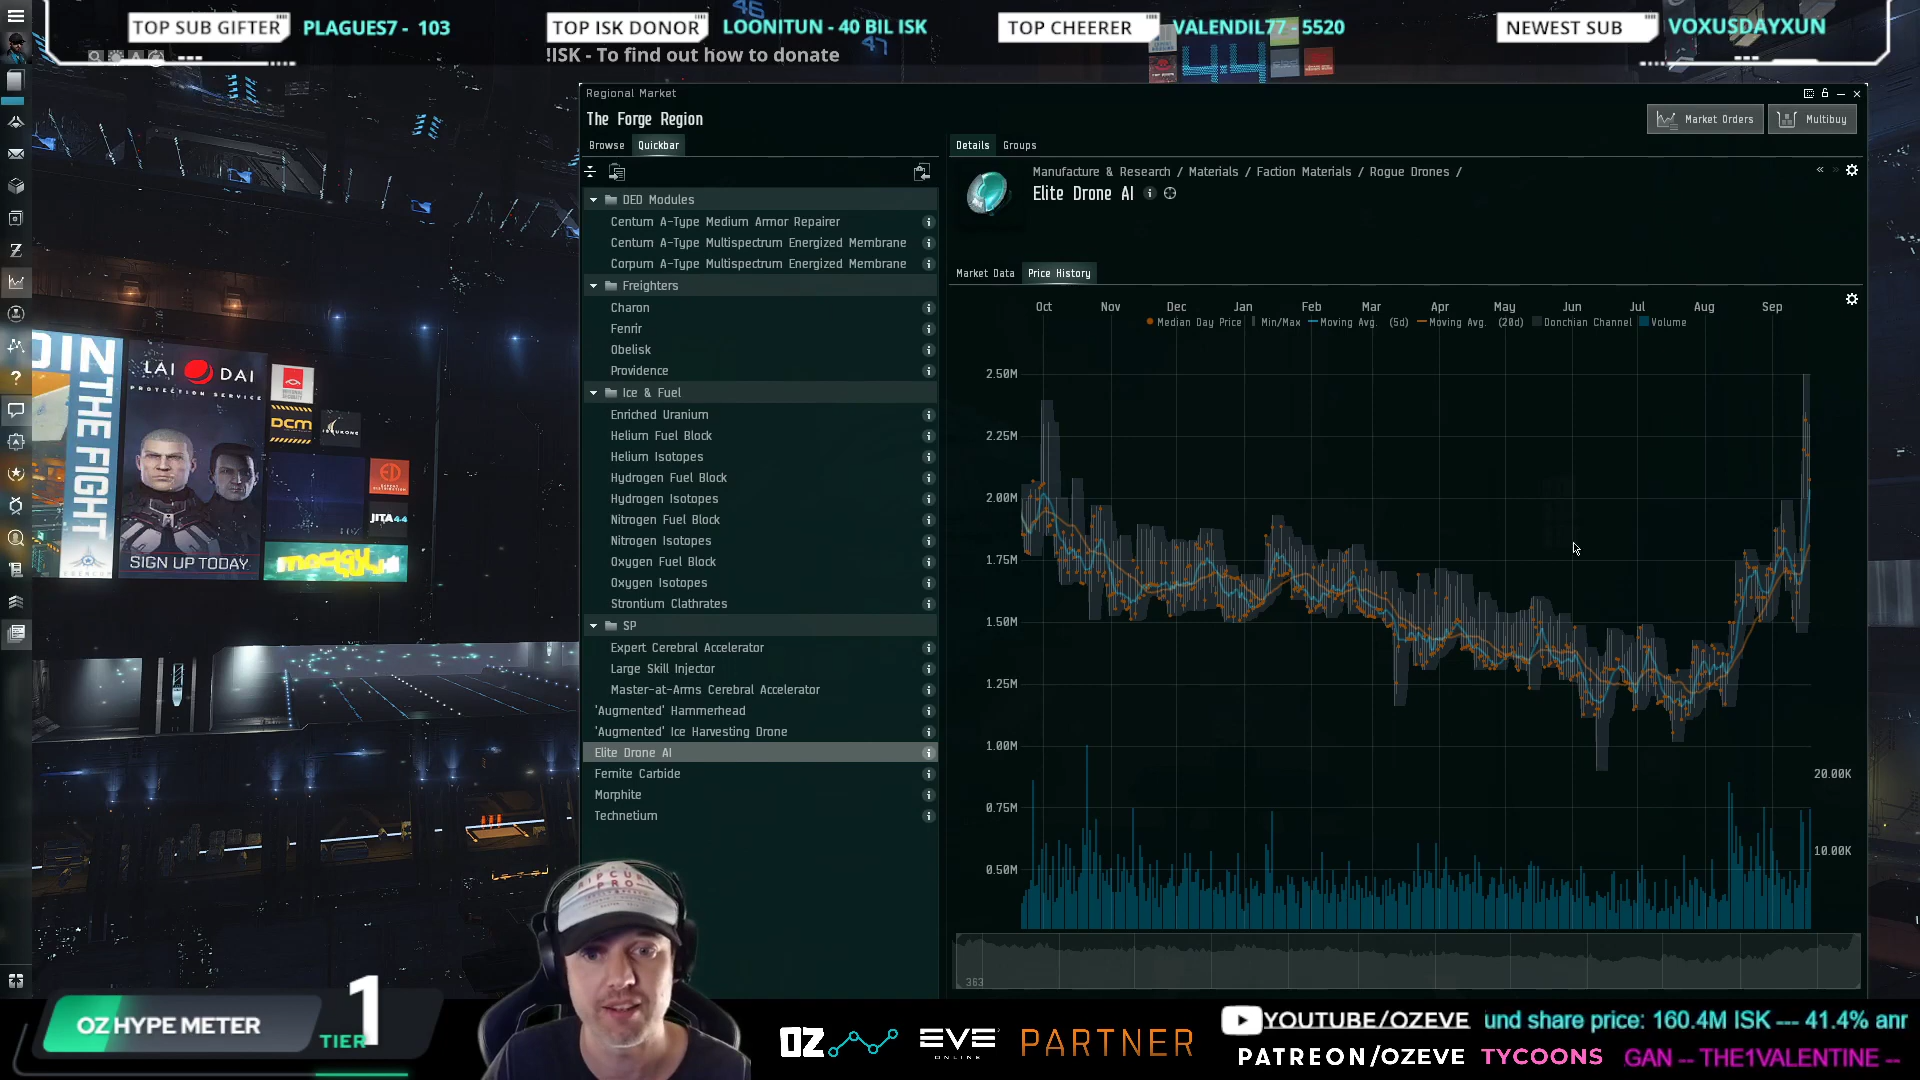 TOP SUB GIFTER
PLAGUES7 - 103
TOP ISK DONOR
LOONITUN - 40 BIL ISK
TOP CHEERER
VALENDIL77 - 5520
NEWEST SUB
VOXUSDAYXUN
!ISK - To find out how to donate
Regional Market
The Forge Region
Market Orders
Multibuy
Browse
Quickbar
Details
Groups
Manufacture & Research / Materials / Faction Materials / Rogue Drones /
Elite Drone AI
DED Modules
Centum A-Type Medium Armor Repairer
Centum A-Type Multispectrum Energized Membrane
Corpum A-Type Multispectrum Energized Membrane
Freighters
Charon
Fenrir
Obelisk
Providence
Ice & Fuel
Enriched Uranium
Helium Fuel Block
Helium Isotopes
Hydrogen Fuel Block
Hydrogen Isotopes
Nitrogen Fuel Block
Nitrogen Isotopes
Oxygen Fuel Block
Oxygen Isotopes
Strontium Clathrates
SP
Expert Cerebral Accelerator
Large Skill Injector
Master-at-Arms Cerebral Accelerator
'Augmented' Hammerhead
'Augmented' Ice Harvesting Drone
Elite Drone AI
Fernite Carbide
Morphite
Technetium
Market Data
Price History
Oct Nov Dec Jan Feb Mar Apr May Jun Jul Aug Sep
Median Day Price Min/Max Moving Avg. (5d) Moving Avg. (20d) Donchian Channel Volume
2.50M
2.25M
2.00M
1.75M
1.50M
1.25M
1.00M
0.75M
0.50M
20.00K
10.00K
363
THE FIGHT
LAI DAI
PROTECTION SERVICE
SIGN UP TODAY
DCM
ED
JITA 4-4
OZ HYPE METER
TIER 1
OZ
EVE
ONLINE
PARTNER
YOUTUBE/OZEVE
und share price: 160.4M ISK --- 41.4% anr
PATREON/OZEVE
TYCOONS
GAN -- THE1VALENTINE --